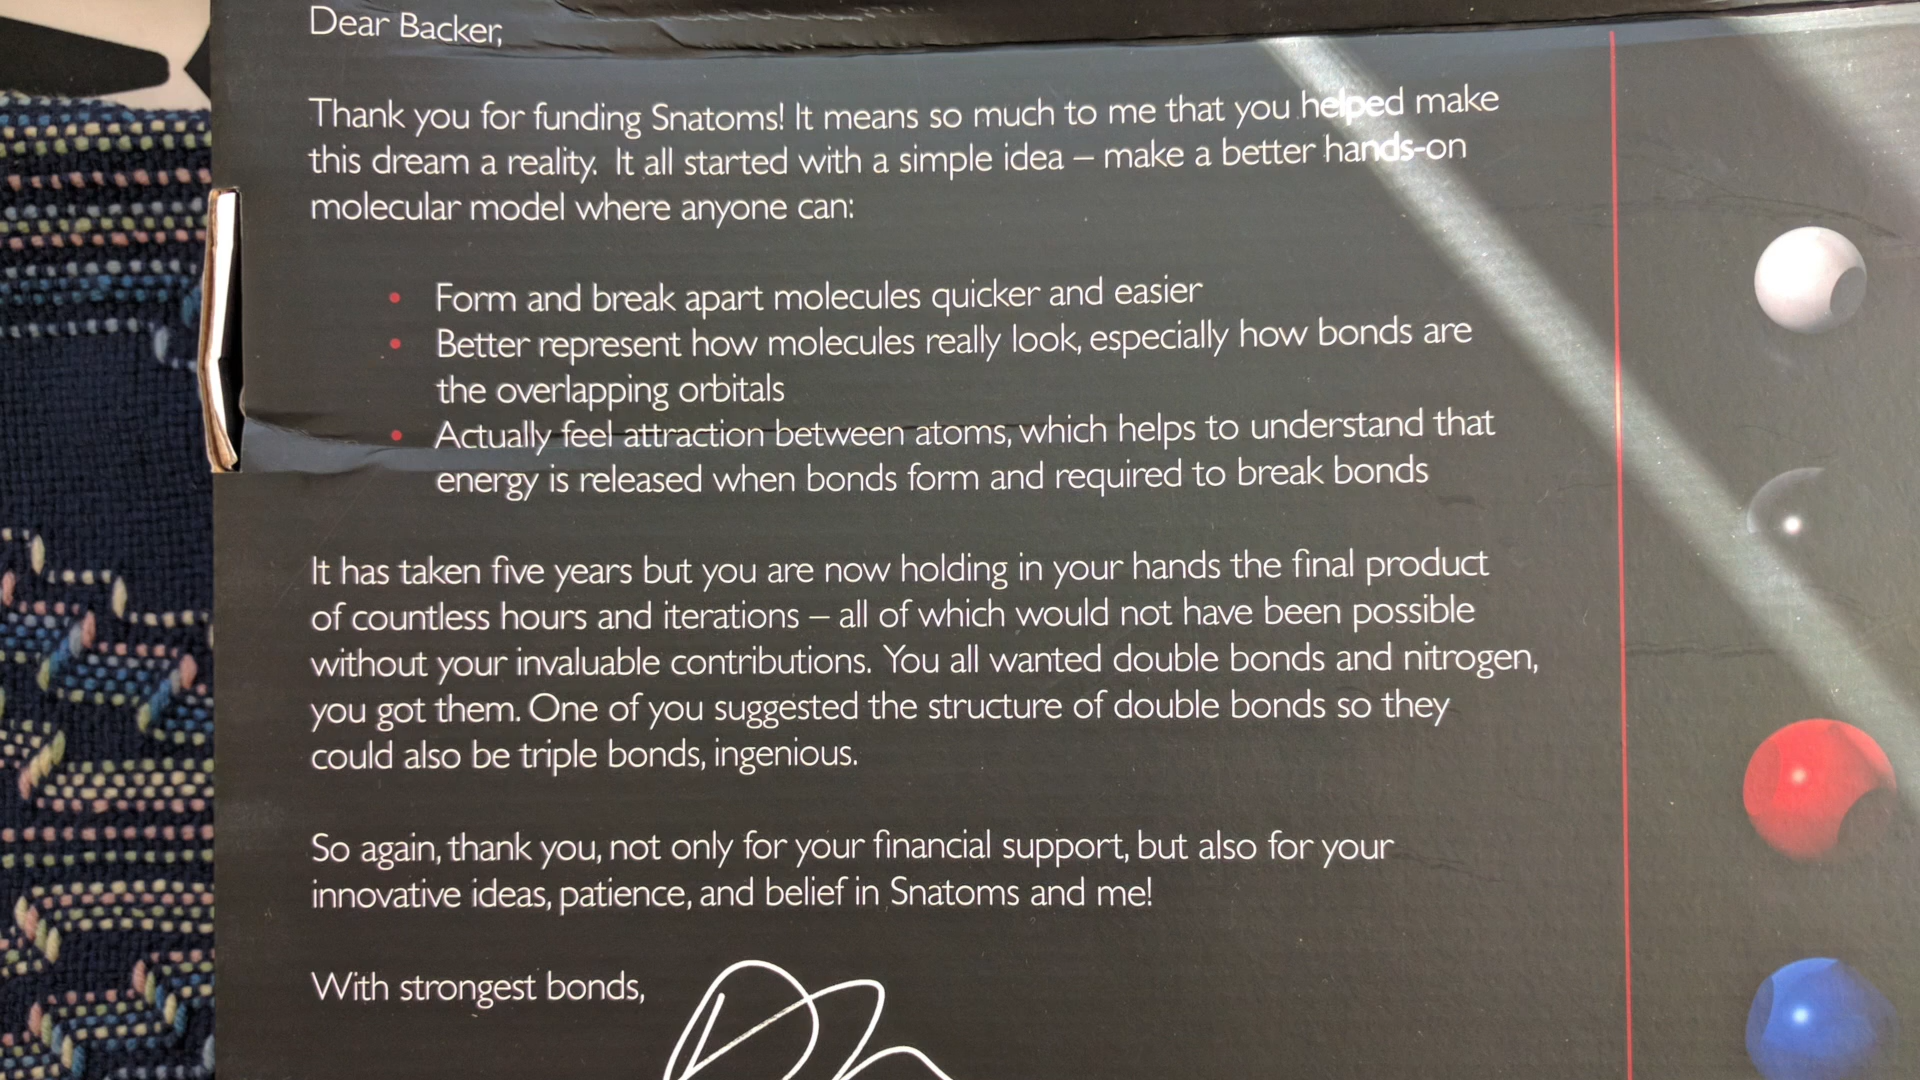 Dear Backer,
Thank you for funding Snatoms! It means so much to me that you helped make
this dream a reality. It all started with a simple idea – make a better hands-on
molecular model where anyone can:
• Form and break apart molecules quicker and easier
• Better represent how molecules really look, especially how bonds are
the overlapping orbitals
• Actually feel attraction between atoms, which helps to understand that
energy is released when bonds form and required to break bonds
It has taken five years but you are now holding in your hands the final product
of countless hours and iterations – all of which would not have been possible
without your invaluable contributions. You all wanted double bonds and nitrogen,
you got them. One of you suggested the structure of double bonds so they
could also be triple bonds, ingenious.
So again, thank you, not only for your financial support, but also for your
innovative ideas, patience, and belief in Snatoms and me!
With strongest bonds,